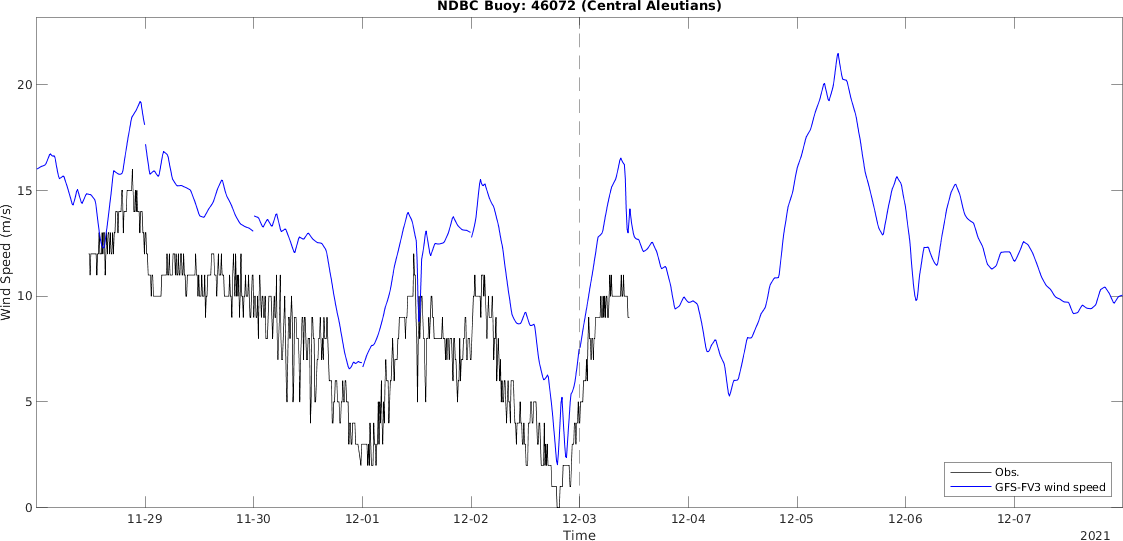 NDBC Buoy: 46072 (Central Aleutians)
Wind Speed (m/s)
20
15
10
5
0
11-29 11-30 12-01 12-02 12-03 12-04 12-05 12-06 12-07
Time
2021
Obs.
GFS-FV3 wind speed